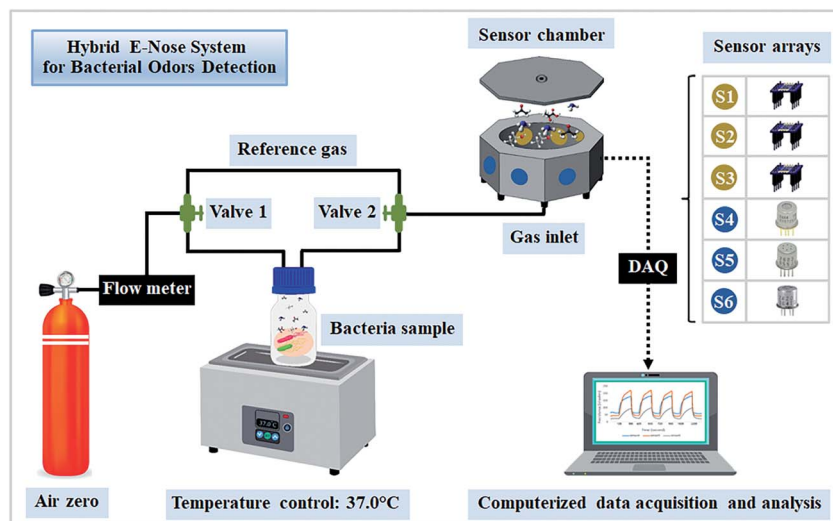 Hybrid E-Nose System
for Bacterial Odors Detection
Sensor chamber
Sensor arrays
S1
S2
S3
S4
S5
S6
Reference gas
Valve 1
Valve 2
Gas inlet
DAQ
Flow meter
Bacteria sample
37.0°C
Air zero
Temperature control: 37.0°C
Computerized data acquisition and analysis